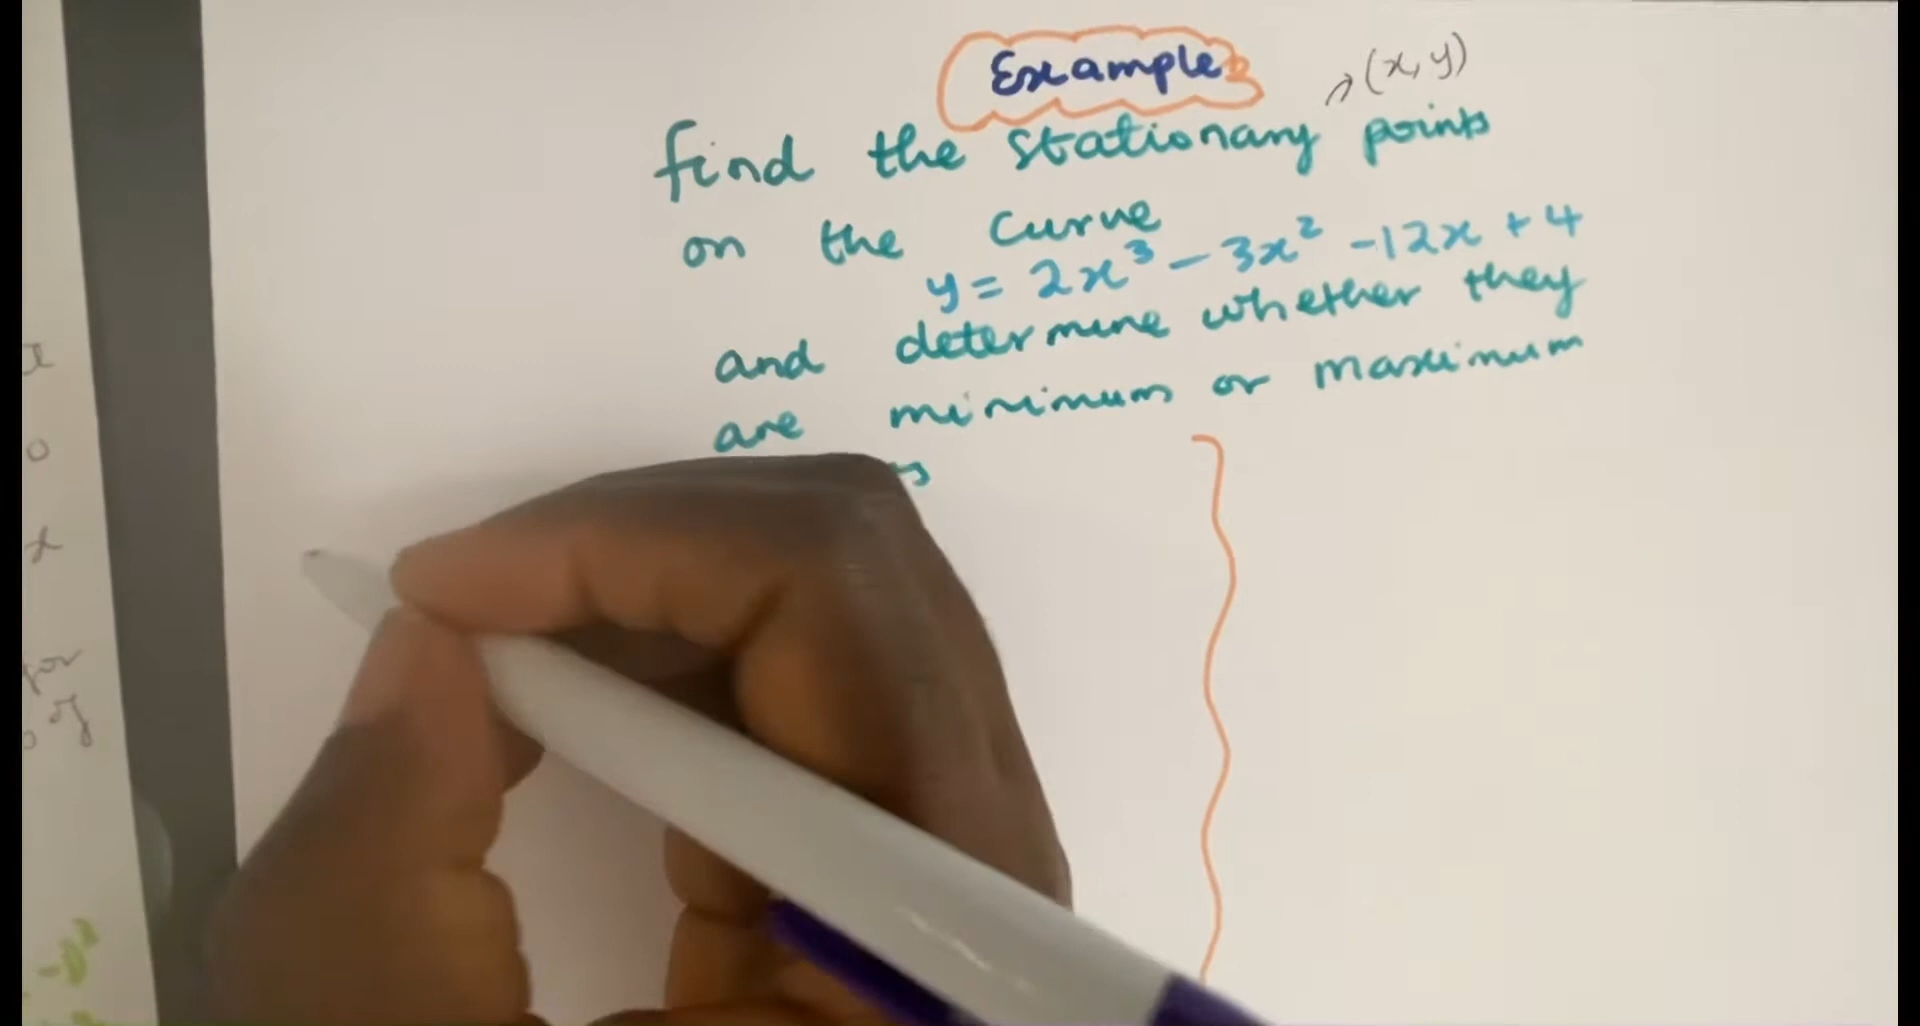 Example
→(x, y)
find the stationary points
on the curve
y = 2x³ - 3x² - 12x + 4
and determine whether they
are minimum or maximum
x
for